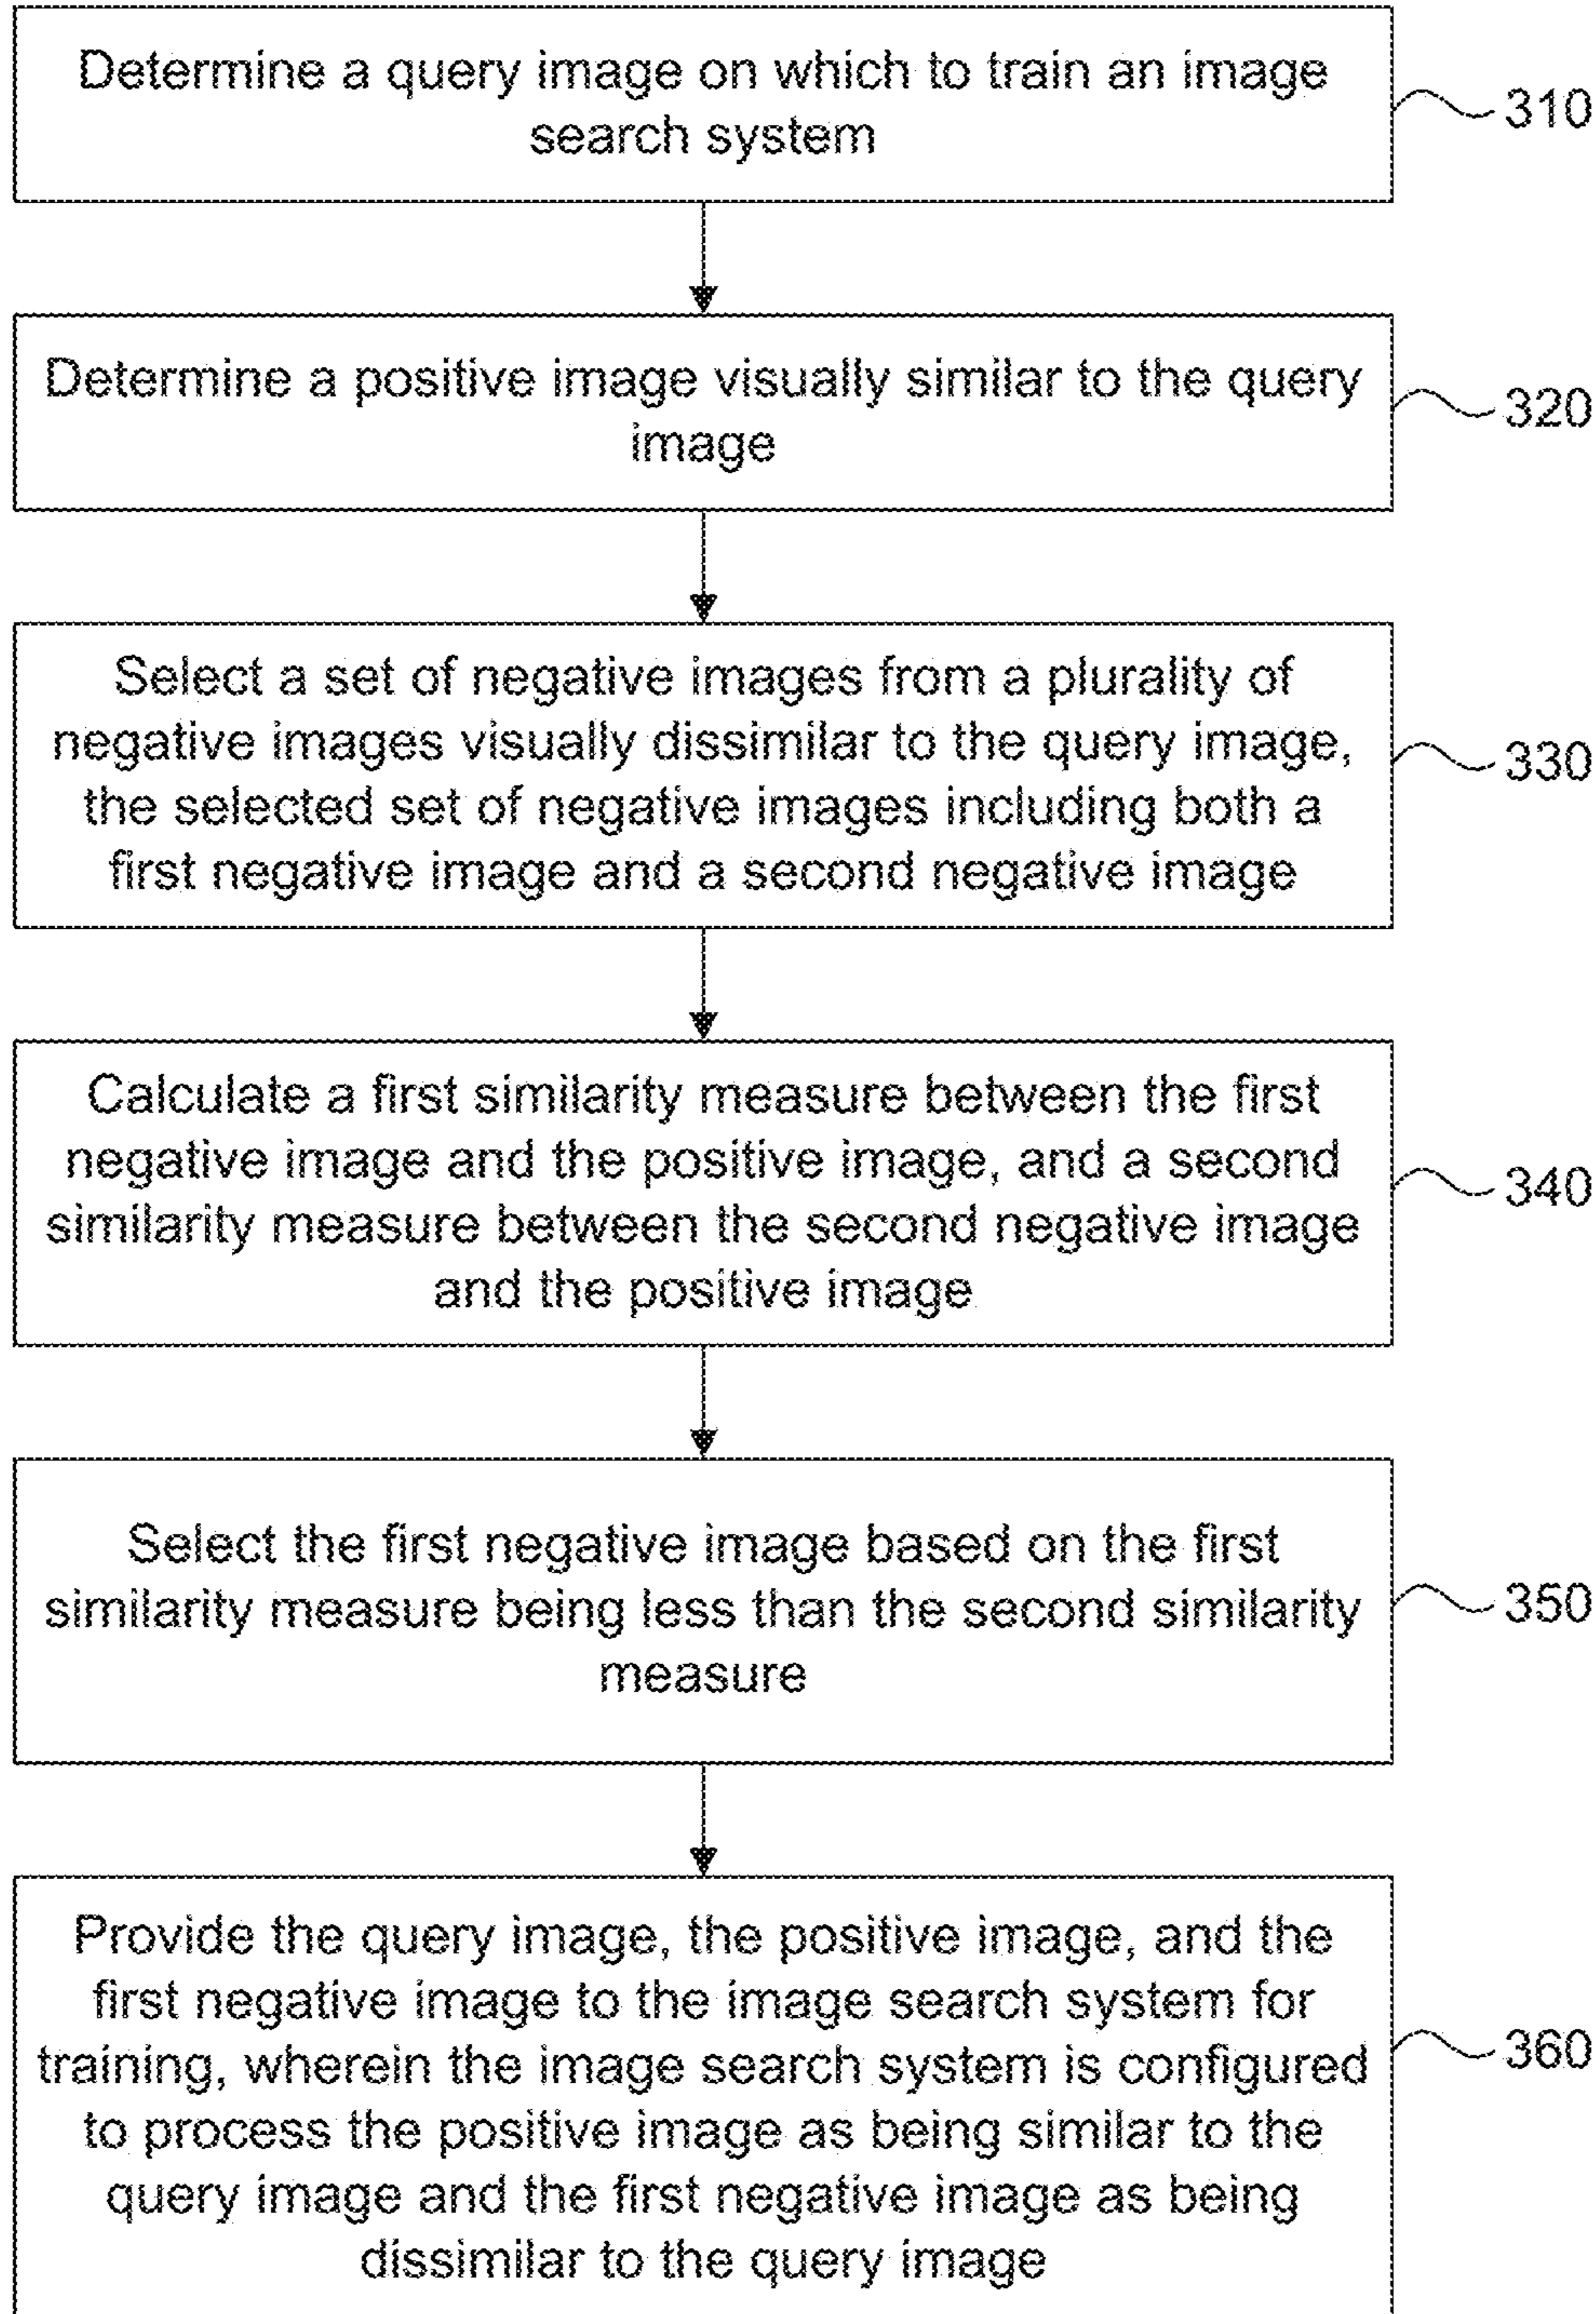 Determine a query image on which to train an image
search system
310
Determine a positive image visually similar to the query
image
320
Select a set of negative images from a plurality of
negative images visually dissimilar to the query image,
the selected set of negative images including both a
first negative image and a second negative image
330
Calculate a first similarity measure between the first
negative image and the positive image, and a second
similarity measure between the second negative image
and the positive image
340
Select the first negative image based on the first
similarity measure being less than the second similarity
measure
350
Provide the query image, the positive image, and the
first negative image to the image search system for
training, wherein the image search system is configured
to process the positive image as being similar to the
query image and the first negative image as being
dissimilar to the query image
360